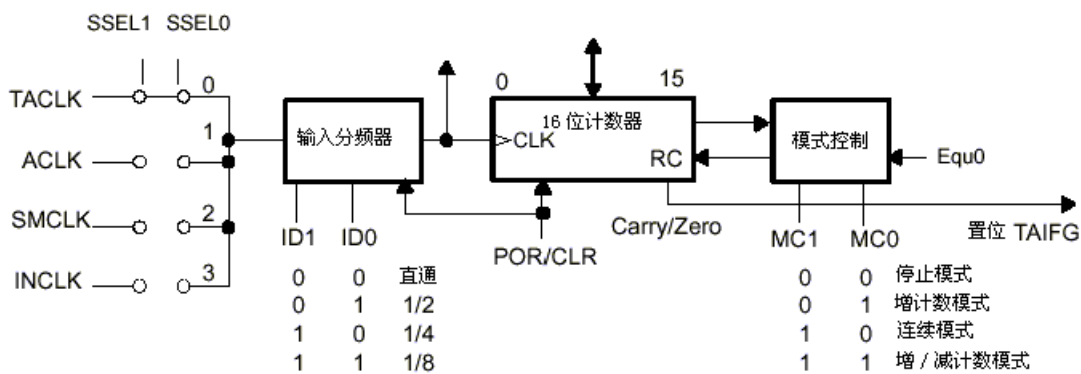 SSEL1 SSEL0
TACLK 0
ACLK 1
SMCLK 2
INCLK 3
输入分频器
ID1 ID0
0 0 直通
0 1 1/2
1 0 1/4
1 1 1/8
0 15
16 位计数器
CLK
RC
POR/CLR
Carry/Zero
模式控制
Equ0
置位 TAIFG
MC1 MC0
0 0 停止模式
0 1 增计数模式
1 0 连续模式
1 1 增 / 减计数模式